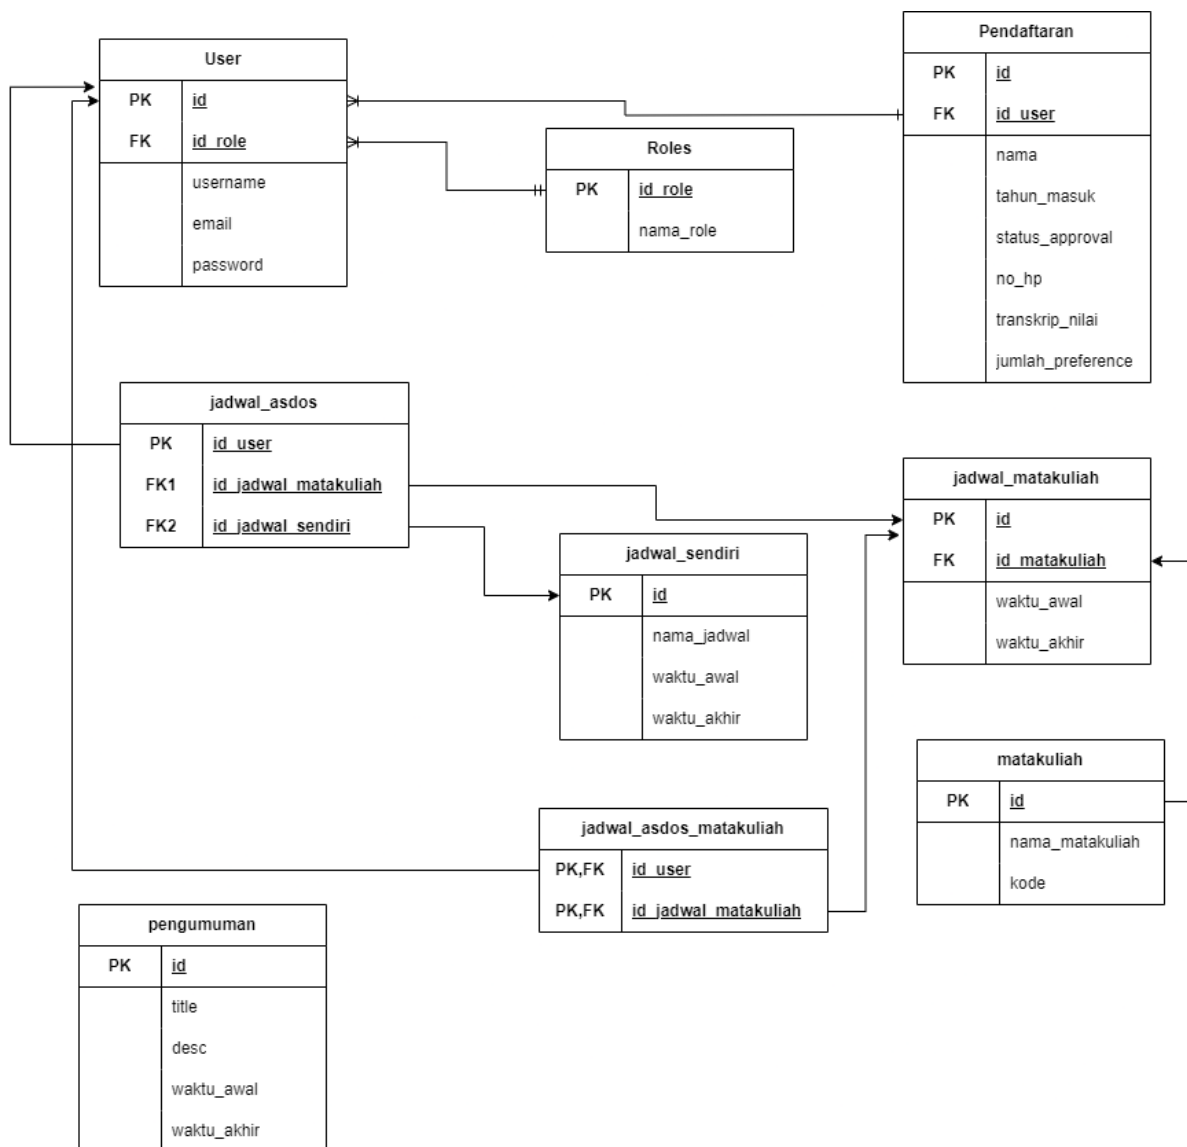 User
PK id
FK id_role
username
email
password
Pendaftaran
PK id
FK id_user
nama
tahun_masuk
status_approval
no_hp
transkrip_nilai
jumlah_preference
Roles
PK id_role
nama_role
jadwal_asdos
PK id_user
FK1 id_jadwal_matakuliah
FK2 id_jadwal_sendiri
jadwal_matakuliah
PK id
FK id_matakuliah
waktu_awal
waktu_akhir
jadwal_sendiri
PK id
nama_jadwal
waktu_awal
waktu_akhir
matakuliah
PK id
nama_matakuliah
kode
jadwal_asdos_matakuliah
PK,FK id_user
PK,FK id_jadwal_matakuliah
pengumuman
PK id
title
desc
waktu_awal
waktu_akhir